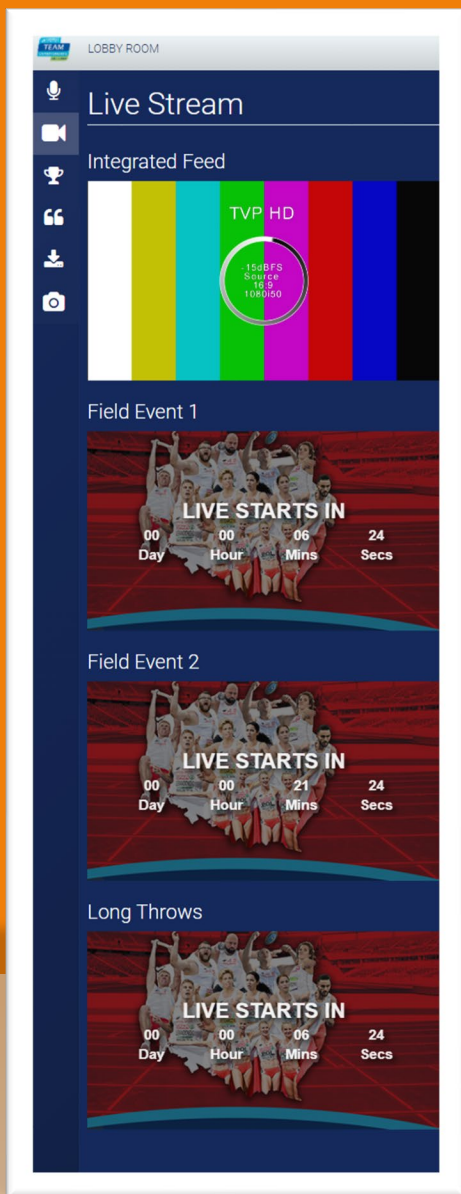 TEAM
LOBBY ROOM
Live Stream
Integrated Feed
TVP HD
-15dBFS
Source
16:9
1080i50
Field Event 1
LIVE STARTS IN
00 00 06 24
Day Hour Mins Secs
Field Event 2
LIVE STARTS IN
00 00 21 24
Day Hour Mins Secs
Long Throws
LIVE STARTS IN
00 00 06 24
Day Hour Mins Secs